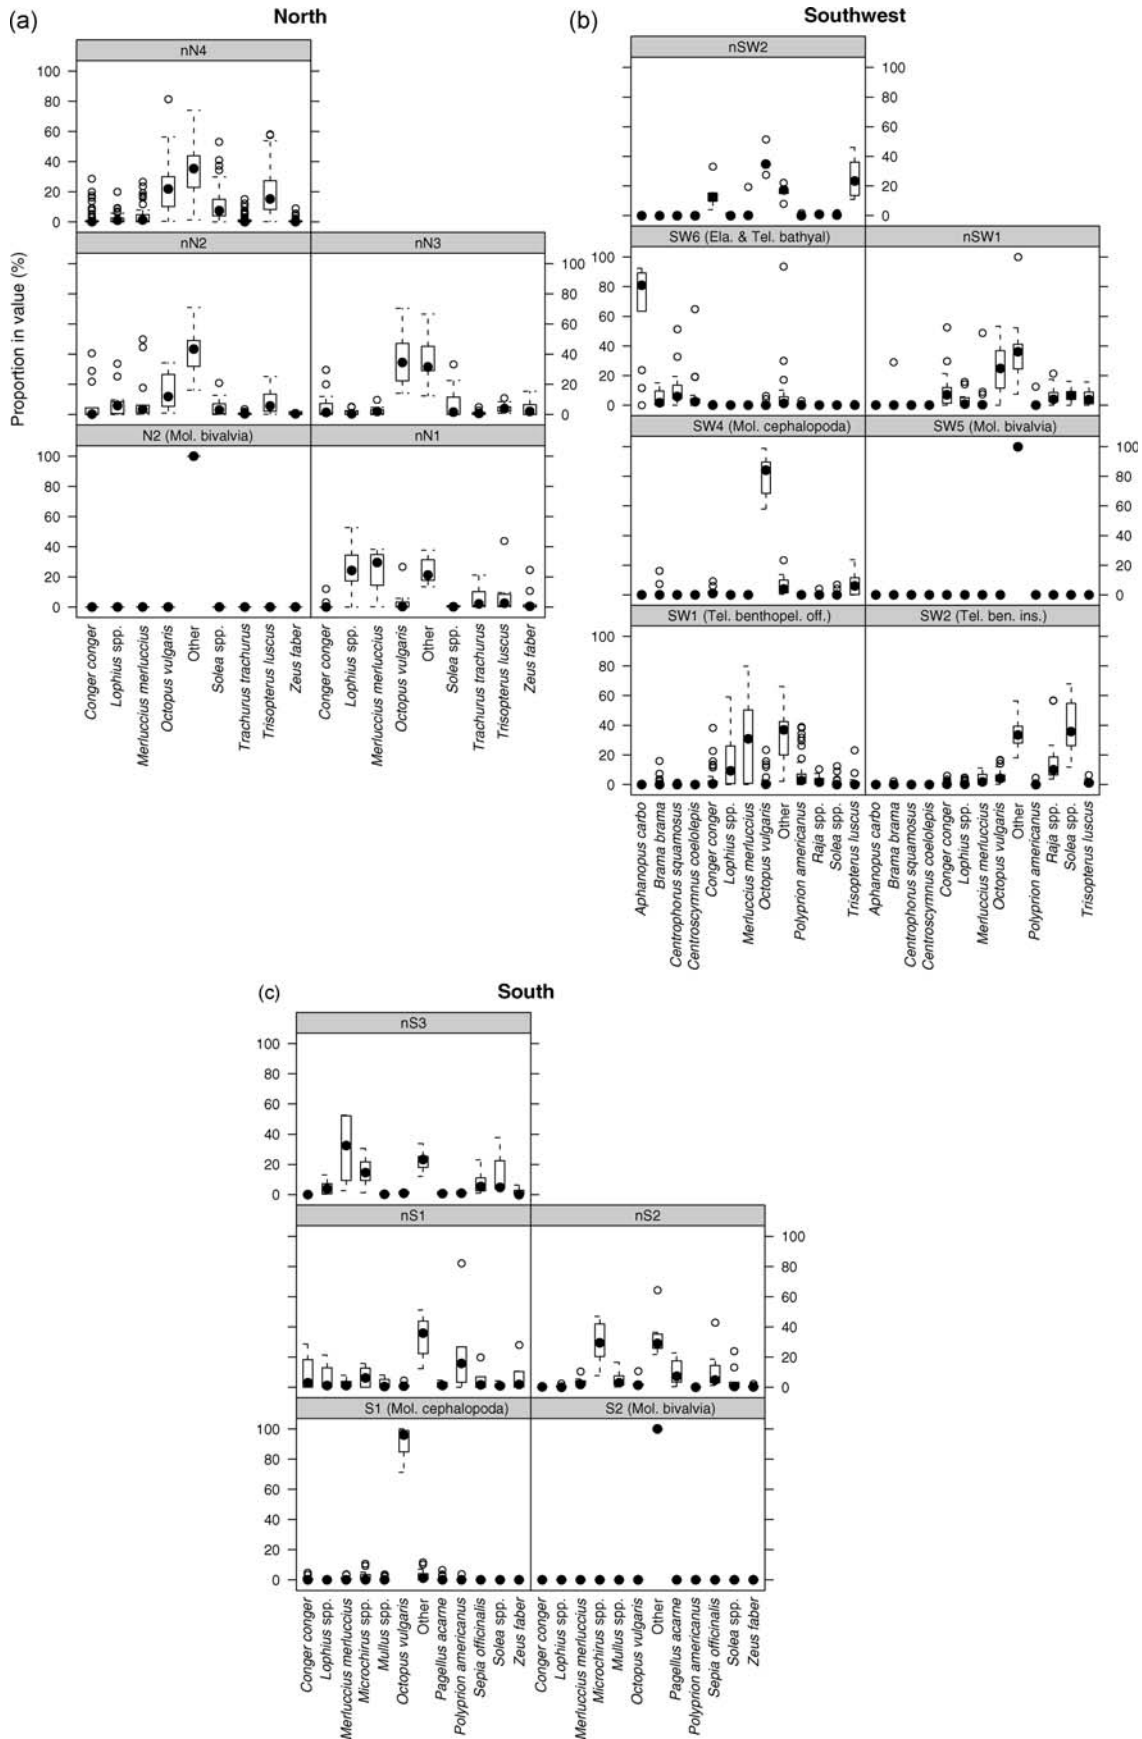 (a)
North
nN4
100
80
60
40
20
0
nN2
nN3
100
80
60
40
20
0
N2 (Mol. bivalvia)
nN1
100
80
60
40
20
0
Proportion in value (%)
Conger conger
Lophius spp.
Merluccius merluccius
Octopus vulgaris
Other
Solea spp.
Trachurus trachurus
Trisopterus luscus
Zeus faber
Conger conger
Lophius spp.
Merluccius merluccius
Octopus vulgaris
Other
Solea spp.
Trachurus trachurus
Trisopterus luscus
Zeus faber
(b)
Southwest
nSW2
100
80
60
40
20
0
SW6 (Ela. & Tel. bathyal)
nSW1
100
80
60
40
20
0
SW4 (Mol. cephalopoda)
SW5 (Mol. bivalvia)
100
80
60
40
20
0
SW1 (Tel. benthopel. off.)
SW2 (Tel. ben. ins.)
100
80
60
40
20
0
Aphanopus carbo
Brama brama
Centrophorus squamosus
Centroscymnus coelolepis
Conger conger
Lophius spp.
Merluccius merluccius
Octopus vulgaris
Other
Polyprion americanus
Raja spp.
Solea spp.
Trisopterus luscus
Aphanopus carbo
Brama brama
Centrophorus squamosus
Centroscymnus coelolepis
Conger conger
Lophius spp.
Merluccius merluccius
Octopus vulgaris
Other
Polyprion americanus
Raja spp.
Solea spp.
Trisopterus luscus
(c)
South
nS3
100
80
60
40
20
0
nS1
nS2
100
80
60
40
20
0
S1 (Mol. cephalopoda)
S2 (Mol. bivalvia)
100
80
60
40
20
0
Conger conger
Lophius spp.
Merluccius merluccius
Microchirus spp.
Mullus spp.
Octopus vulgaris
Other
Pagellus acarne
Polyprion americanus
Sepia officinalis
Solea spp.
Zeus faber
Conger conger
Lophius spp.
Merluccius merluccius
Microchirus spp.
Mullus spp.
Octopus vulgaris
Other
Pagellus acarne
Polyprion americanus
Sepia officinalis
Solea spp.
Zeus faber